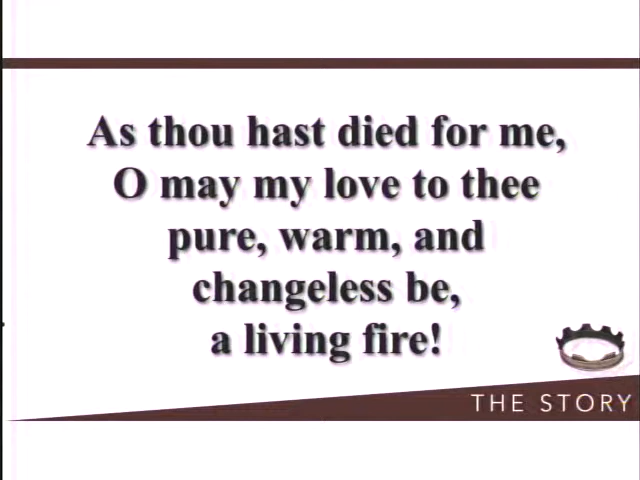 As thou hast died for me,
O may my love to thee
pure, warm, and
changeless be,
a living fire!
THE STORY